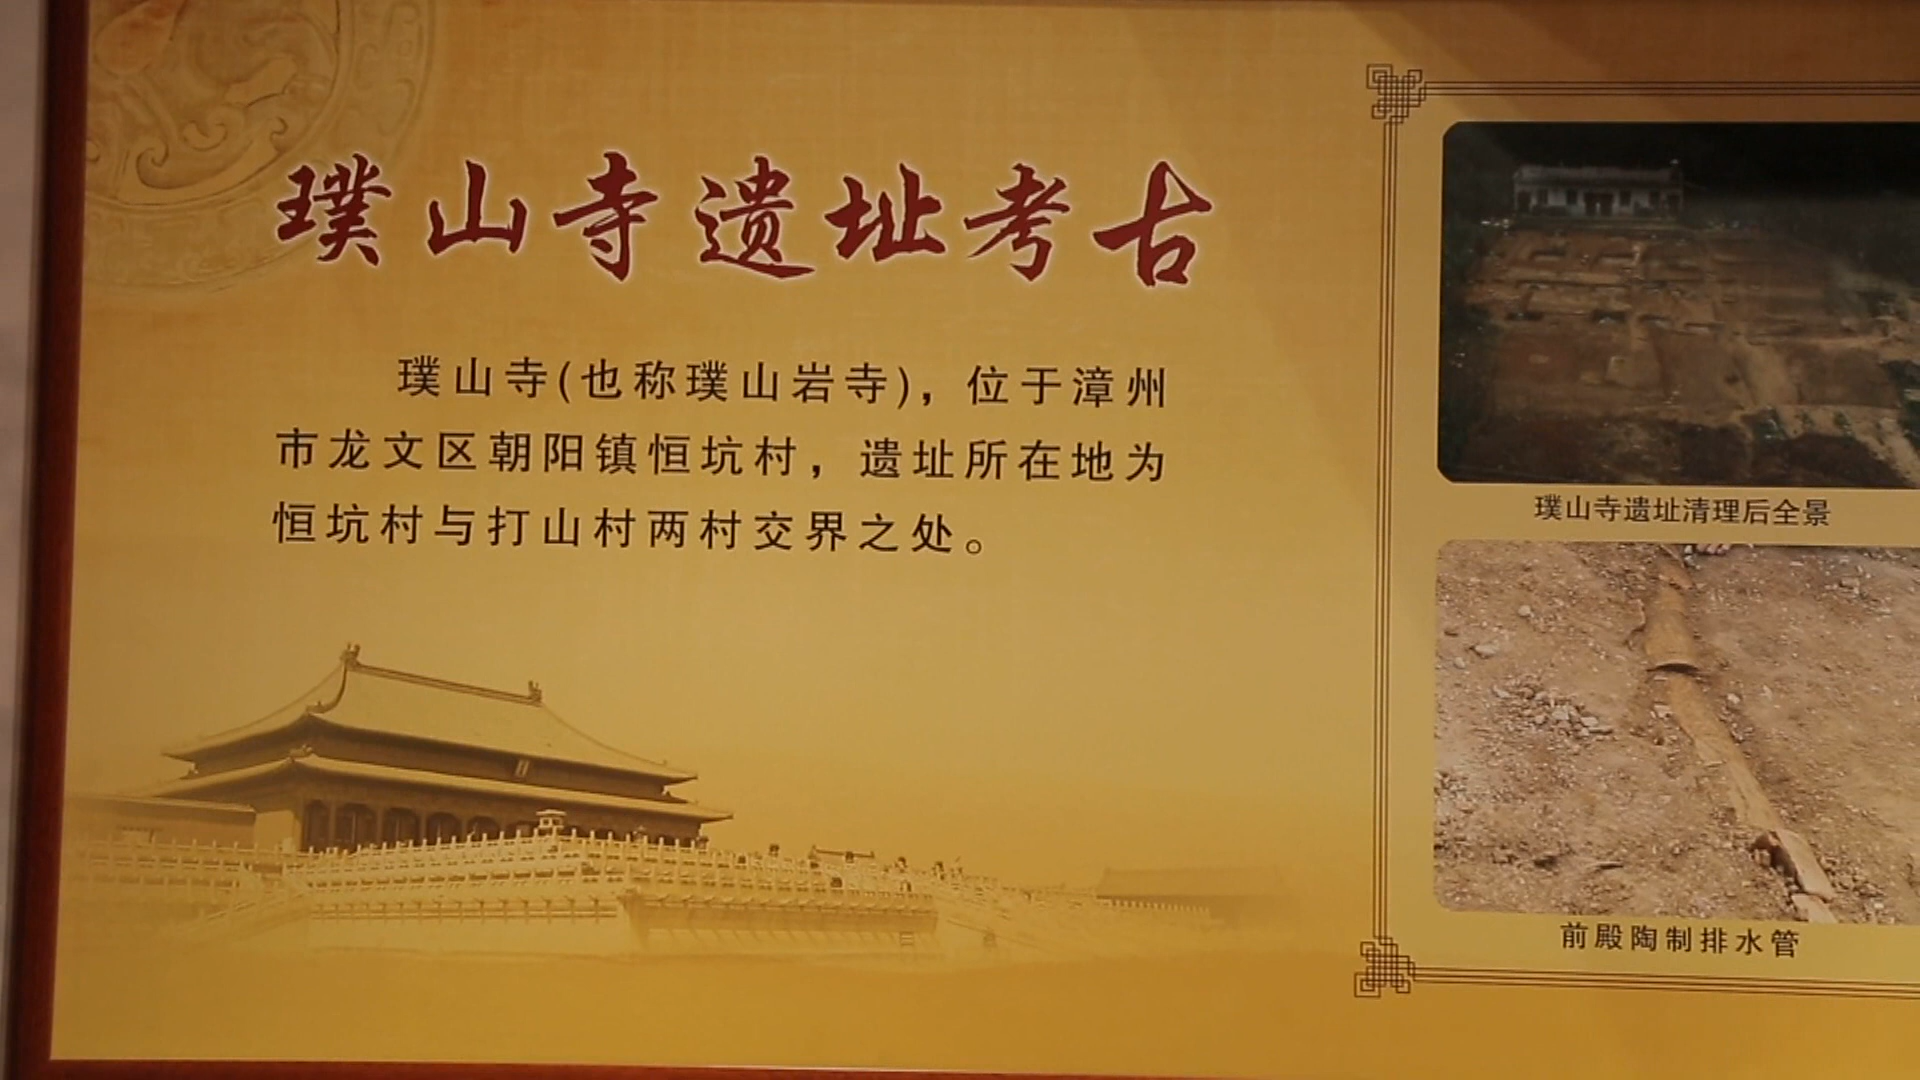 璞山寺遗址考古
璞山寺(也称璞山岩寺)，位于漳州
市龙文区朝阳镇恒坑村，遗址所在地为
恒坑村与打山村两村交界之处。
璞山寺遗址清理后全景
前殿陶制排水管